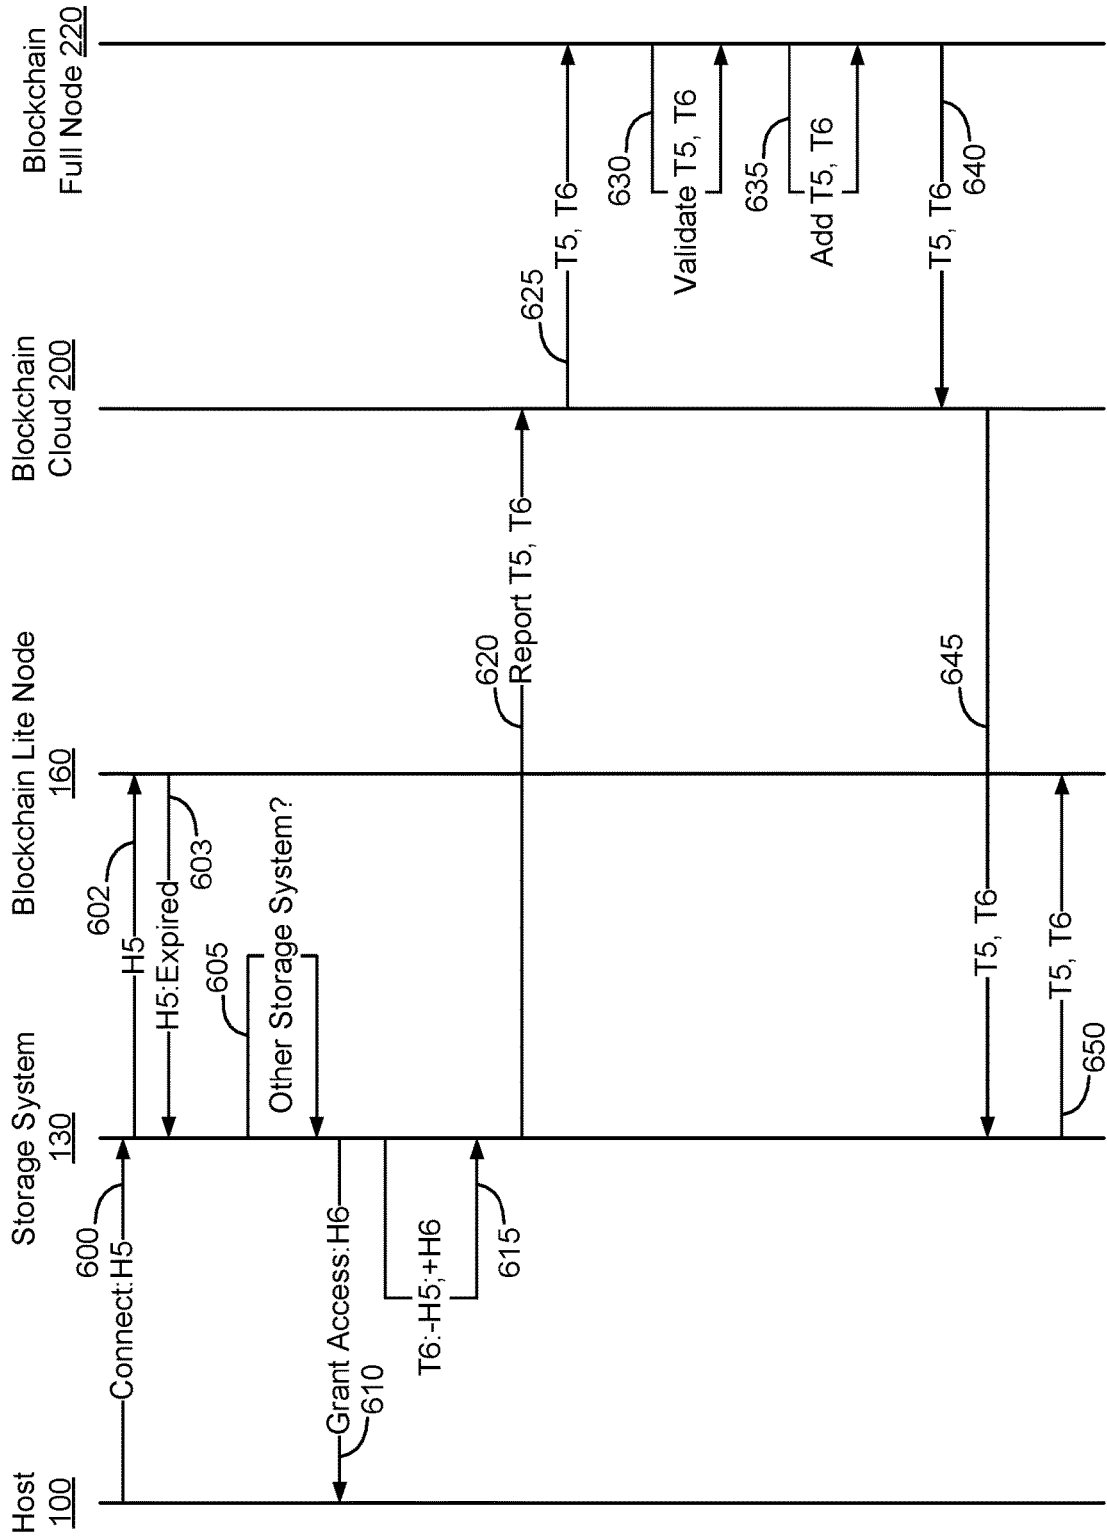 Host
100
Storage System
130
Blockchain Lite Node
160
Blockchain
Cloud 200
Blockchain
Full Node 220
600
Connect:H5
602
H5
H5:Expired
603
605
Other Storage System?
Grant Access:H6
610
T6:-H5;+H6
615
620
Report T5, T6
625
T5, T6
630
Validate T5, T6
635
Add T5, T6
T5, T6
640
645
T5, T6
T5, T6
650